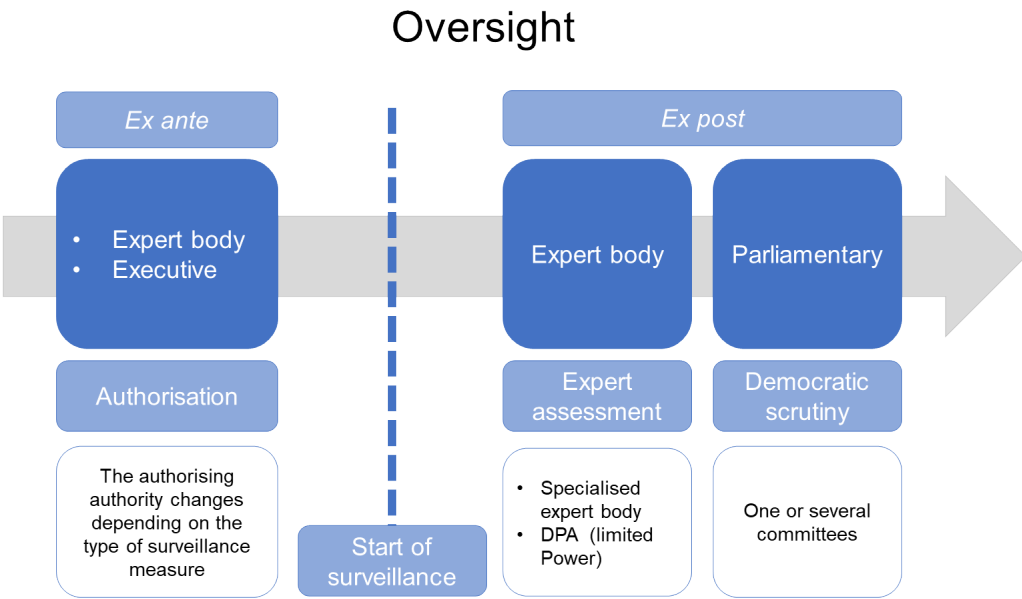 Oversight
Ex ante
Ex post
• Expert body
• Executive
Expert body
Parliamentary
Authorisation
Expert
assessment
Democratic
scrutiny
The authorising
authority changes
depending on the
type of surveillance
measure
Start of
surveillance
• Specialised
expert body
• DPA (limited
Power)
One or several
committees